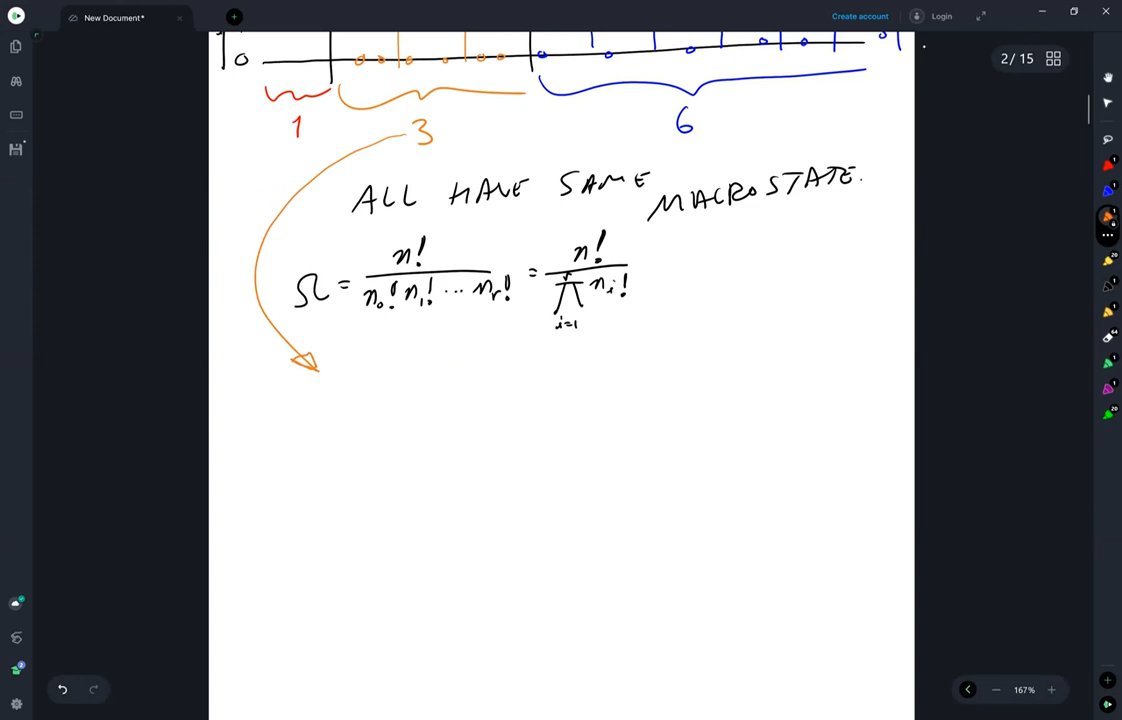 New Document*
Create account
Login
2 / 15
0
1
3
6
ALL HAVE SAME MACROSTATE.
Ω = n! / n₀! n₁! ... nᵣ! = n! / ∏ᵢ₌₁ʳ nᵢ!
167%